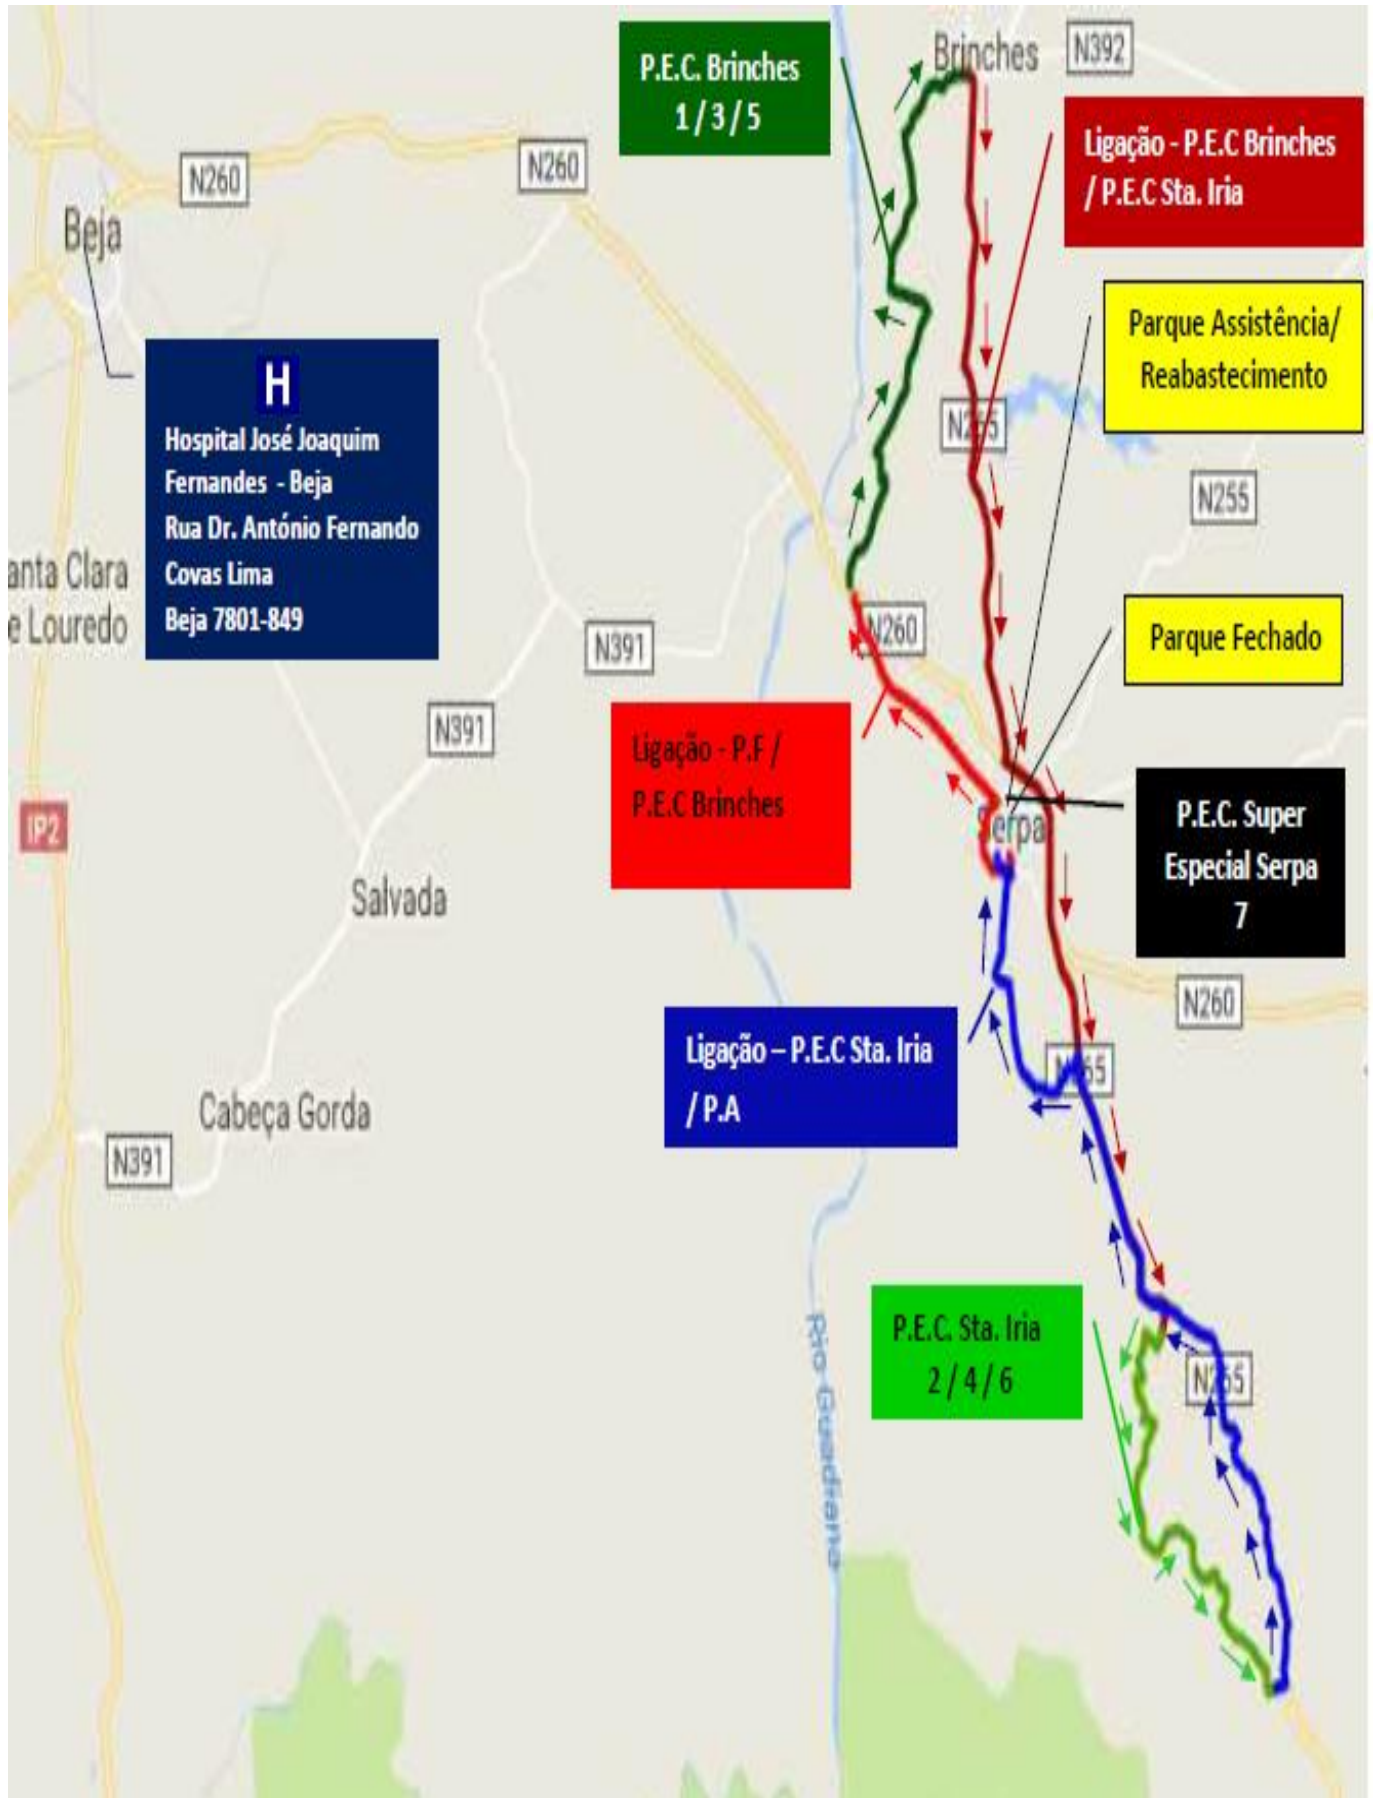 Brinches
N392
P.E.C. Brinches
1 / 3 / 5
Ligação - P.E.C Brinches
/ P.E.C Sta. Iria
N260
N260
Beja
Parque Assistência/
Reabastecimento
H
Hospital José Joaquim
Fernandes - Beja
Rua Dr. António Fernando
Covas Lima
Beja 7801-849
N255
N255
anta Clara
e Louredo
Parque Fechado
N260
N391
N391
Ligação - P.F /
P.E.C Brinches
IP2
Serpa
P.E.C. Super
Especial Serpa
7
Salvada
N260
Ligação – P.E.C Sta. Iria
/ P.A
Cabeça Gorda
N391
P.E.C. Sta. Iria
2 / 4 / 6
Rio Guadiana